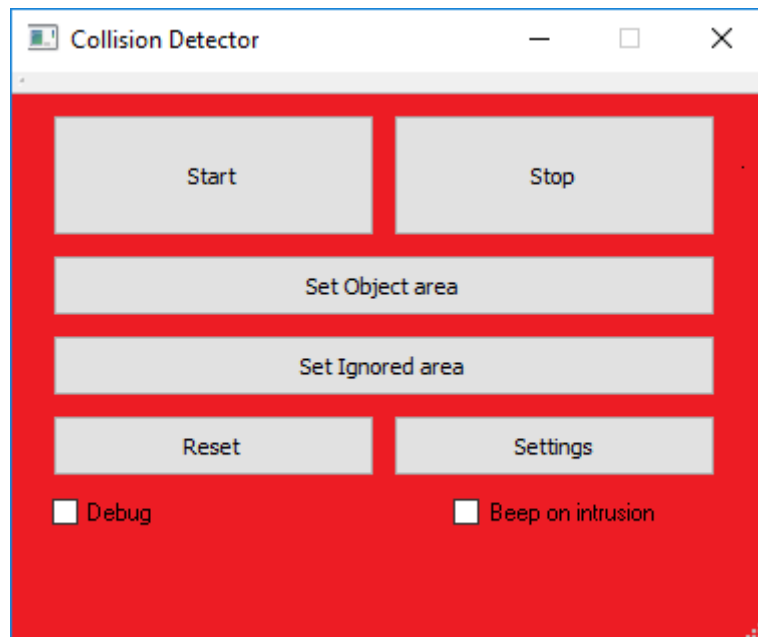 Collision Detector
Start
Stop
Set Object area
Set Ignored area
Reset
Settings
Debug
Beep on intrusion